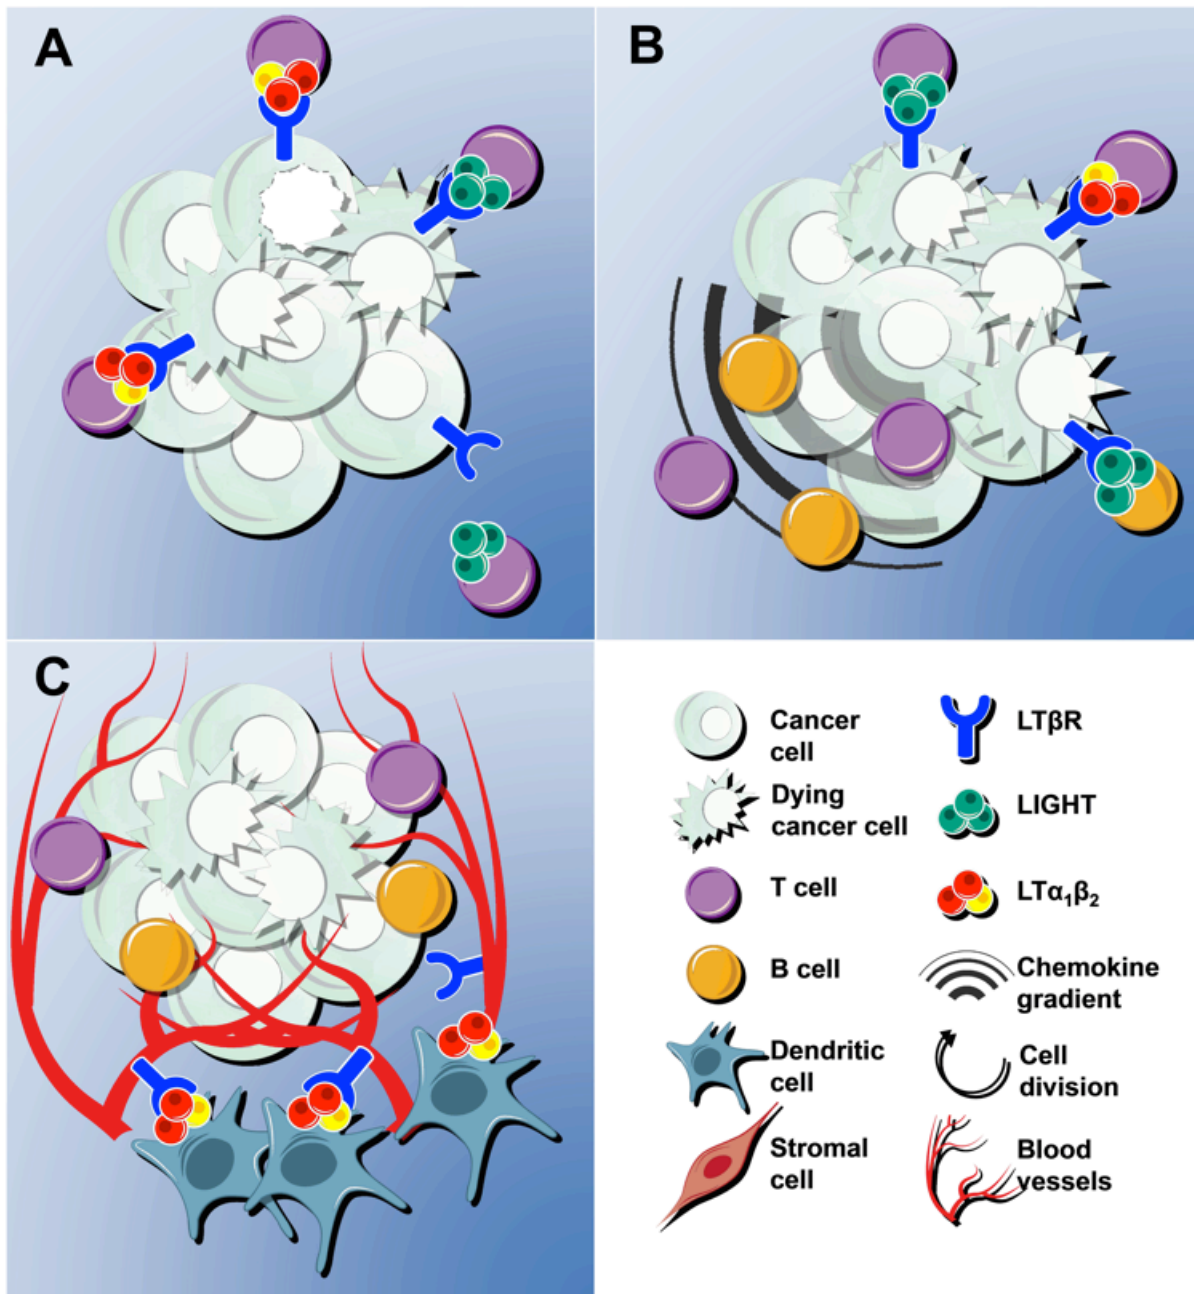 A
B
C
Cancer
cell
LTβR
Dying
cancer cell
LIGHT
T cell
LTα₁β₂
B cell
Chemokine
gradient
Dendritic
cell
Cell
division
Stromal
cell
Blood
vessels